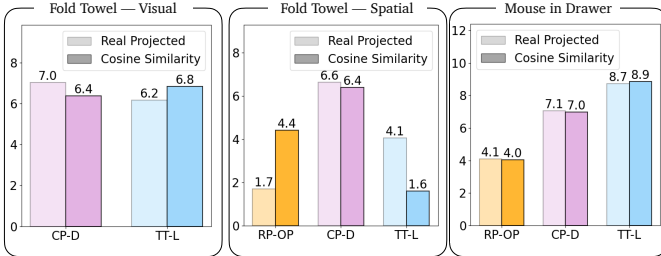 Fold Towel — Visual
Real Projected
Cosine Similarity
8
6
4
2
0
7.0
6.4
6.2
6.8
CP-D
TT-L
Fold Towel — Spatial
Real Projected
Cosine Similarity
8
6
4
2
0
1.7
4.4
6.6
6.4
4.1
1.6
RP-OP
CP-D
TT-L
Mouse in Drawer
Real Projected
Cosine Similarity
12
10
8
6
4
2
0
4.1
4.0
7.1
7.0
8.7
8.9
RP-OP
CP-D
TT-L